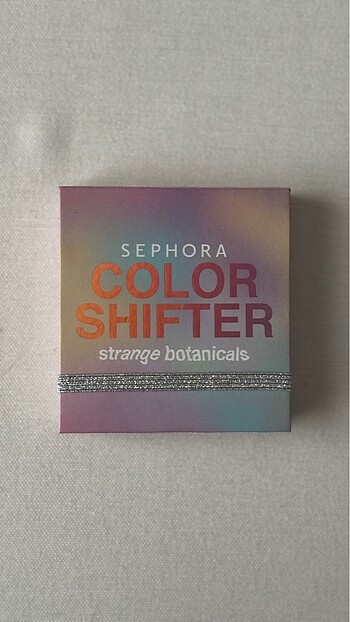 SEPHORA
COLOR
SHIFTER
strange botanicals